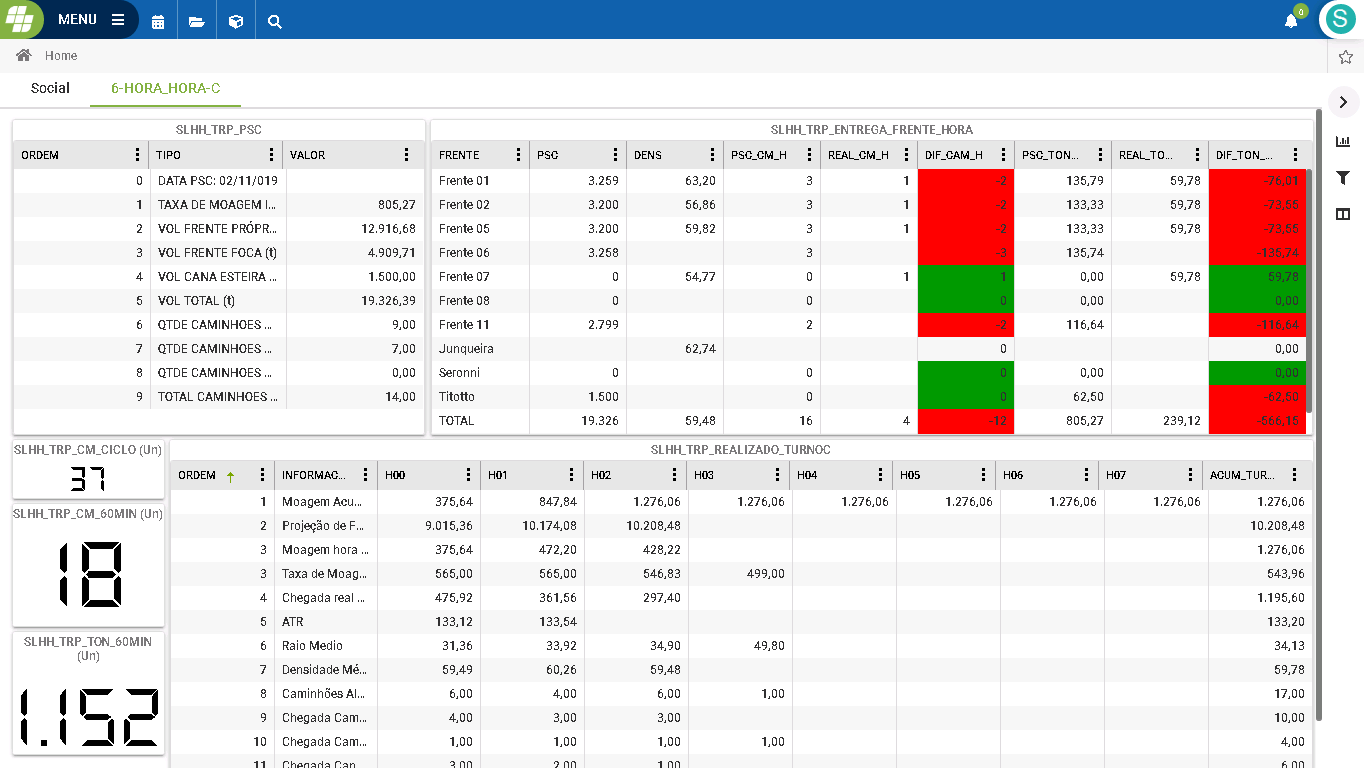 MENU
0
S
Home
Social 6-HORA_HORA-C
SLHH_TRP_PSC
ORDEM TIPO VALOR
0 DATA PSC: 02/11/019
1 TAXA DE MOAGEM I... 805,27
2 VOL FRENTE PRÓPR... 12.916,68
3 VOL FRENTE FOCA (t) 4.909,71
4 VOL CANA ESTEIRA ... 1.500,00
5 VOL TOTAL (t) 19.326,39
6 QTDE CAMINHOES ... 9,00
7 QTDE CAMINHOES ... 7,00
8 QTDE CAMINHOES ... 0,00
9 TOTAL CAMINHOES ... 14,00
SLHH_TRP_ENTREGA_FRENTE_HORA
FRENTE PSC DENS PSC_CM_H REAL_CM_H DIF_CAM_H PSC_TON... REAL_TO... DIF_TON_...
Frente 01 3.259 63,20 3 1 -2 135,79 59,78 -76,01
Frente 02 3.200 56,86 3 1 -2 133,33 59,78 -73,55
Frente 05 3.200 59,82 3 1 -2 133,33 59,78 -73,55
Frente 06 3.258 3 -3 135,74 -135,74
Frente 07 0 54,77 0 1 1 0,00 59,78 59,78
Frente 08 0 0 0 0,00 0,00
Frente 11 2.799 2 -2 116,64 -116,64
Junqueira 62,74 0 0,00
Seronni 0 0 0 0,00 0,00
Titotto 1.500 0 62,50 -62,50
TOTAL 19.326 59,48 16 4 -12 805,27 239,12 -566,15
SLHH_TRP_CM_CICLO (Un)
37
SLHH_TRP_CM_60MIN (Un)
18
SLHH_TRP_TON_60MIN
(Un)
1.152
SLHH_TRP_REALIZADO_TURNOC
ORDEM INFORMAC... H00 H01 H02 H03 H04 H05 H06 H07 ACUM_TUR...
1 Moagem Acu... 375,64 847,84 1.276,06 1.276,06 1.276,06 1.276,06 1.276,06 1.276,06 1.276,06
2 Projeção de F... 9.015,36 10.174,08 10.208,48 10.208,48
3 Moagem hora ... 375,64 472,20 428,22 1.276,06
3 Taxa de Moag... 565,00 565,00 546,83 499,00 543,96
4 Chegada real ... 475,92 361,56 297,40 1.195,60
5 ATR 133,12 133,54 133,20
6 Raio Medio 31,36 33,92 34,90 49,80 34,13
7 Densidade Mé... 59,49 60,26 59,48 59,78
8 Caminhões Al... 6,00 4,00 6,00 1,00 17,00
9 Chegada Cam... 4,00 3,00 3,00 10,00
10 Chegada Cam... 1,00 1,00 1,00 1,00 4,00
11 Chegada Can... 3,00 2,00 1,00 6,00